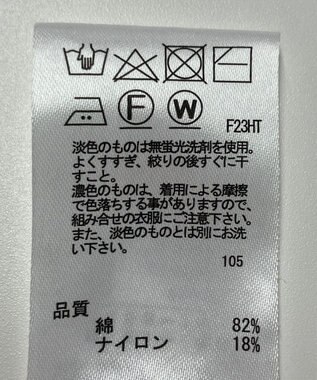 F W F23HT
淡色のものは無蛍光洗剤を使用。
よくすすぎ、絞りの後すぐに干
すこと。
濃色のものは、着用による摩擦
で色落ちする事がありますので、
組み合せの衣服にご注意下さい。
また、淡色のものとは別にお洗
い下さい。
105
品質
綿 82%
ナイロン 18%